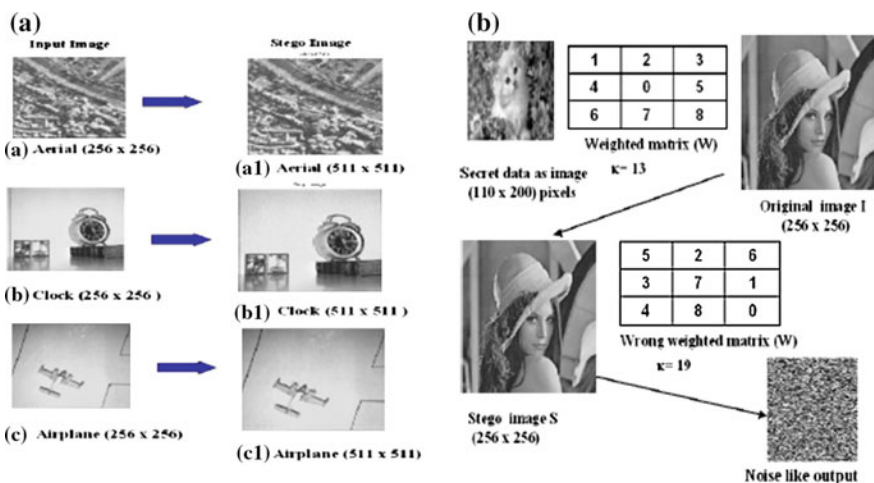 (a)
Input Image
Stego Image
(a) Aerial (256 x 256)
(a1) Aerial (511 x 511)
(b) Clock (256 x 256 )
(b1) Clock (511 x 511 )
(c) Airplane (256 x 256)
(c1) Airplane (511 x 511)
(b)
1 2 3
4 0 5
6 7 8
Weighted matrix (W)
κ= 13
Secret data as image
(110 x 200) pixels
Original image I
(256 x 256)
5 2 6
3 7 1
4 8 0
Wrong weighted matrix (W)
κ= 19
Stego image S
(256 x 256)
Noise like output